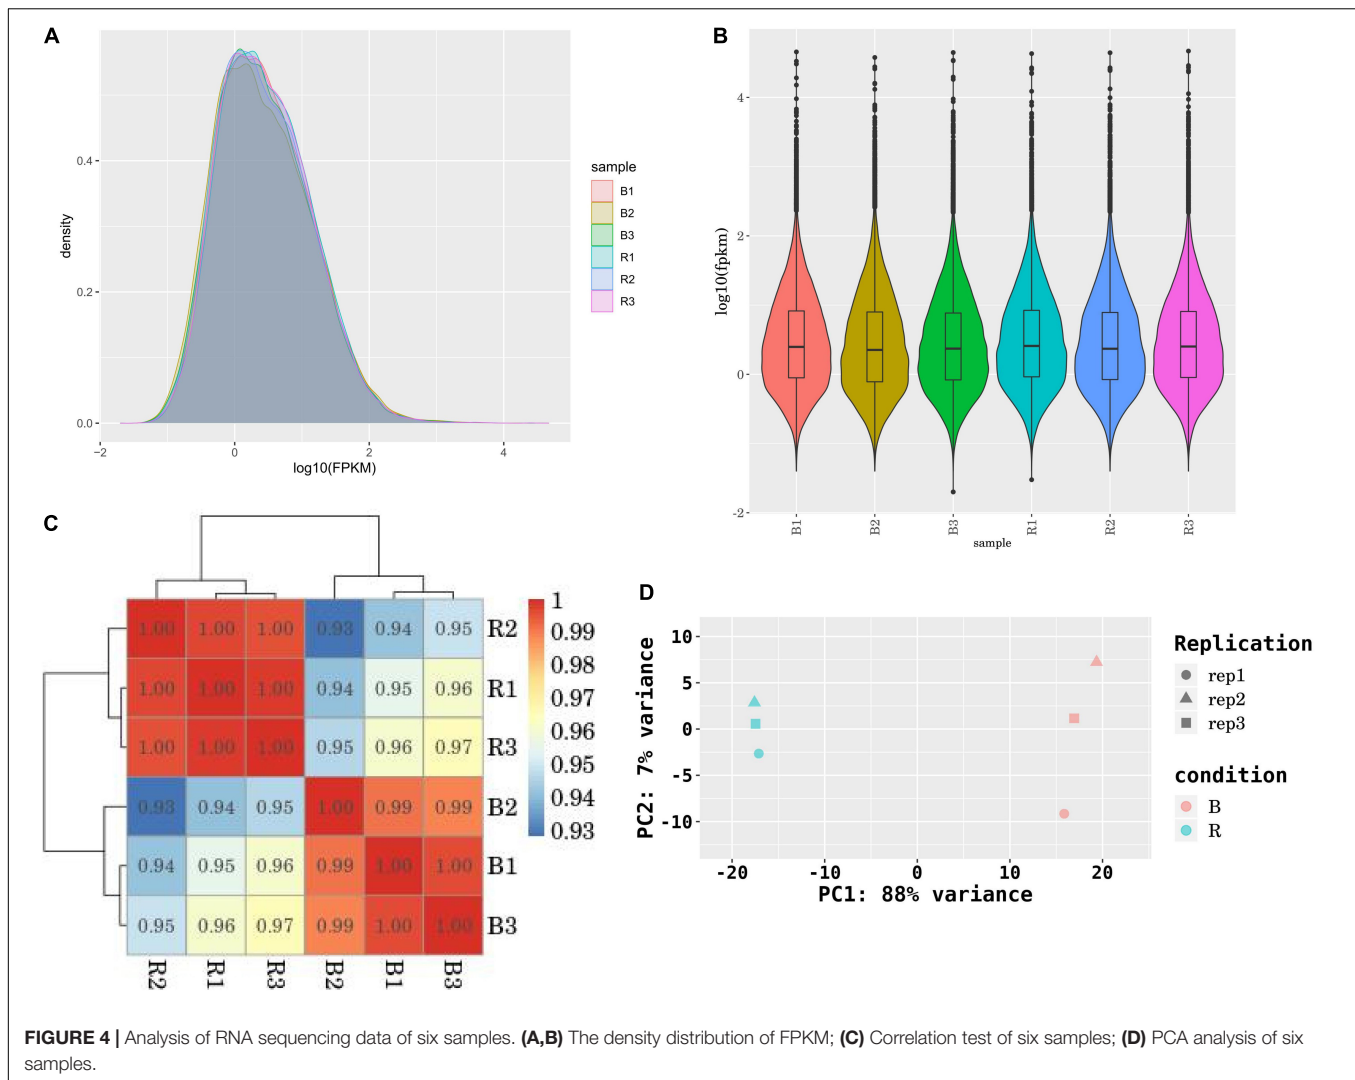 A
density
0.4
0.2
0.0
−2
0
2
4
log10(FPKM)
sample
B1
B2
B3
R1
R2
R3
B
log10(fpkm)
4
2
0
-2
B1
B2
B3
R1
R2
R3
sample
C
1.00 1.00 1.00 0.93 0.94 0.95 R2
1.00 1.00 1.00 0.94 0.95 0.96 R1
1.00 1.00 1.00 0.95 0.96 0.97 R3
0.93 0.94 0.95 1.00 0.99 0.99 B2
0.94 0.95 0.96 0.99 1.00 1.00 B1
0.95 0.96 0.97 0.99 1.00 1.00 B3
R2 R1 R3 B2 B1 B3
1
0.99
0.98
0.97
0.96
0.95
0.94
0.93
D
PC2: 7% variance
10
5
0
-5
-10
-20
-10
0
10
20
PC1: 88% variance
Replication
rep1
rep2
rep3
condition
B
R
FIGURE 4 | Analysis of RNA sequencing data of six samples. (A,B) The density distribution of FPKM; (C) Correlation test of six samples; (D) PCA analysis of six
samples.